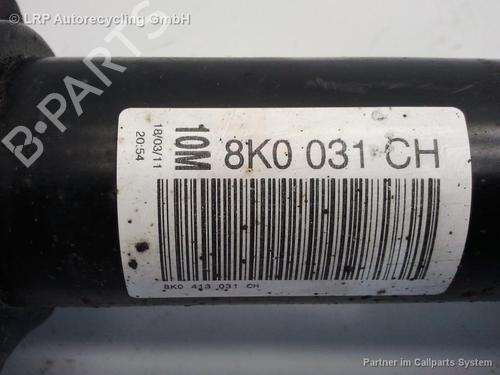 © LRP Autorecycling GmbH
B-PARTS
18/03/11
20:54
10M
8K0 031 CH
8K0 413 031 CH
Partner im Callparts System